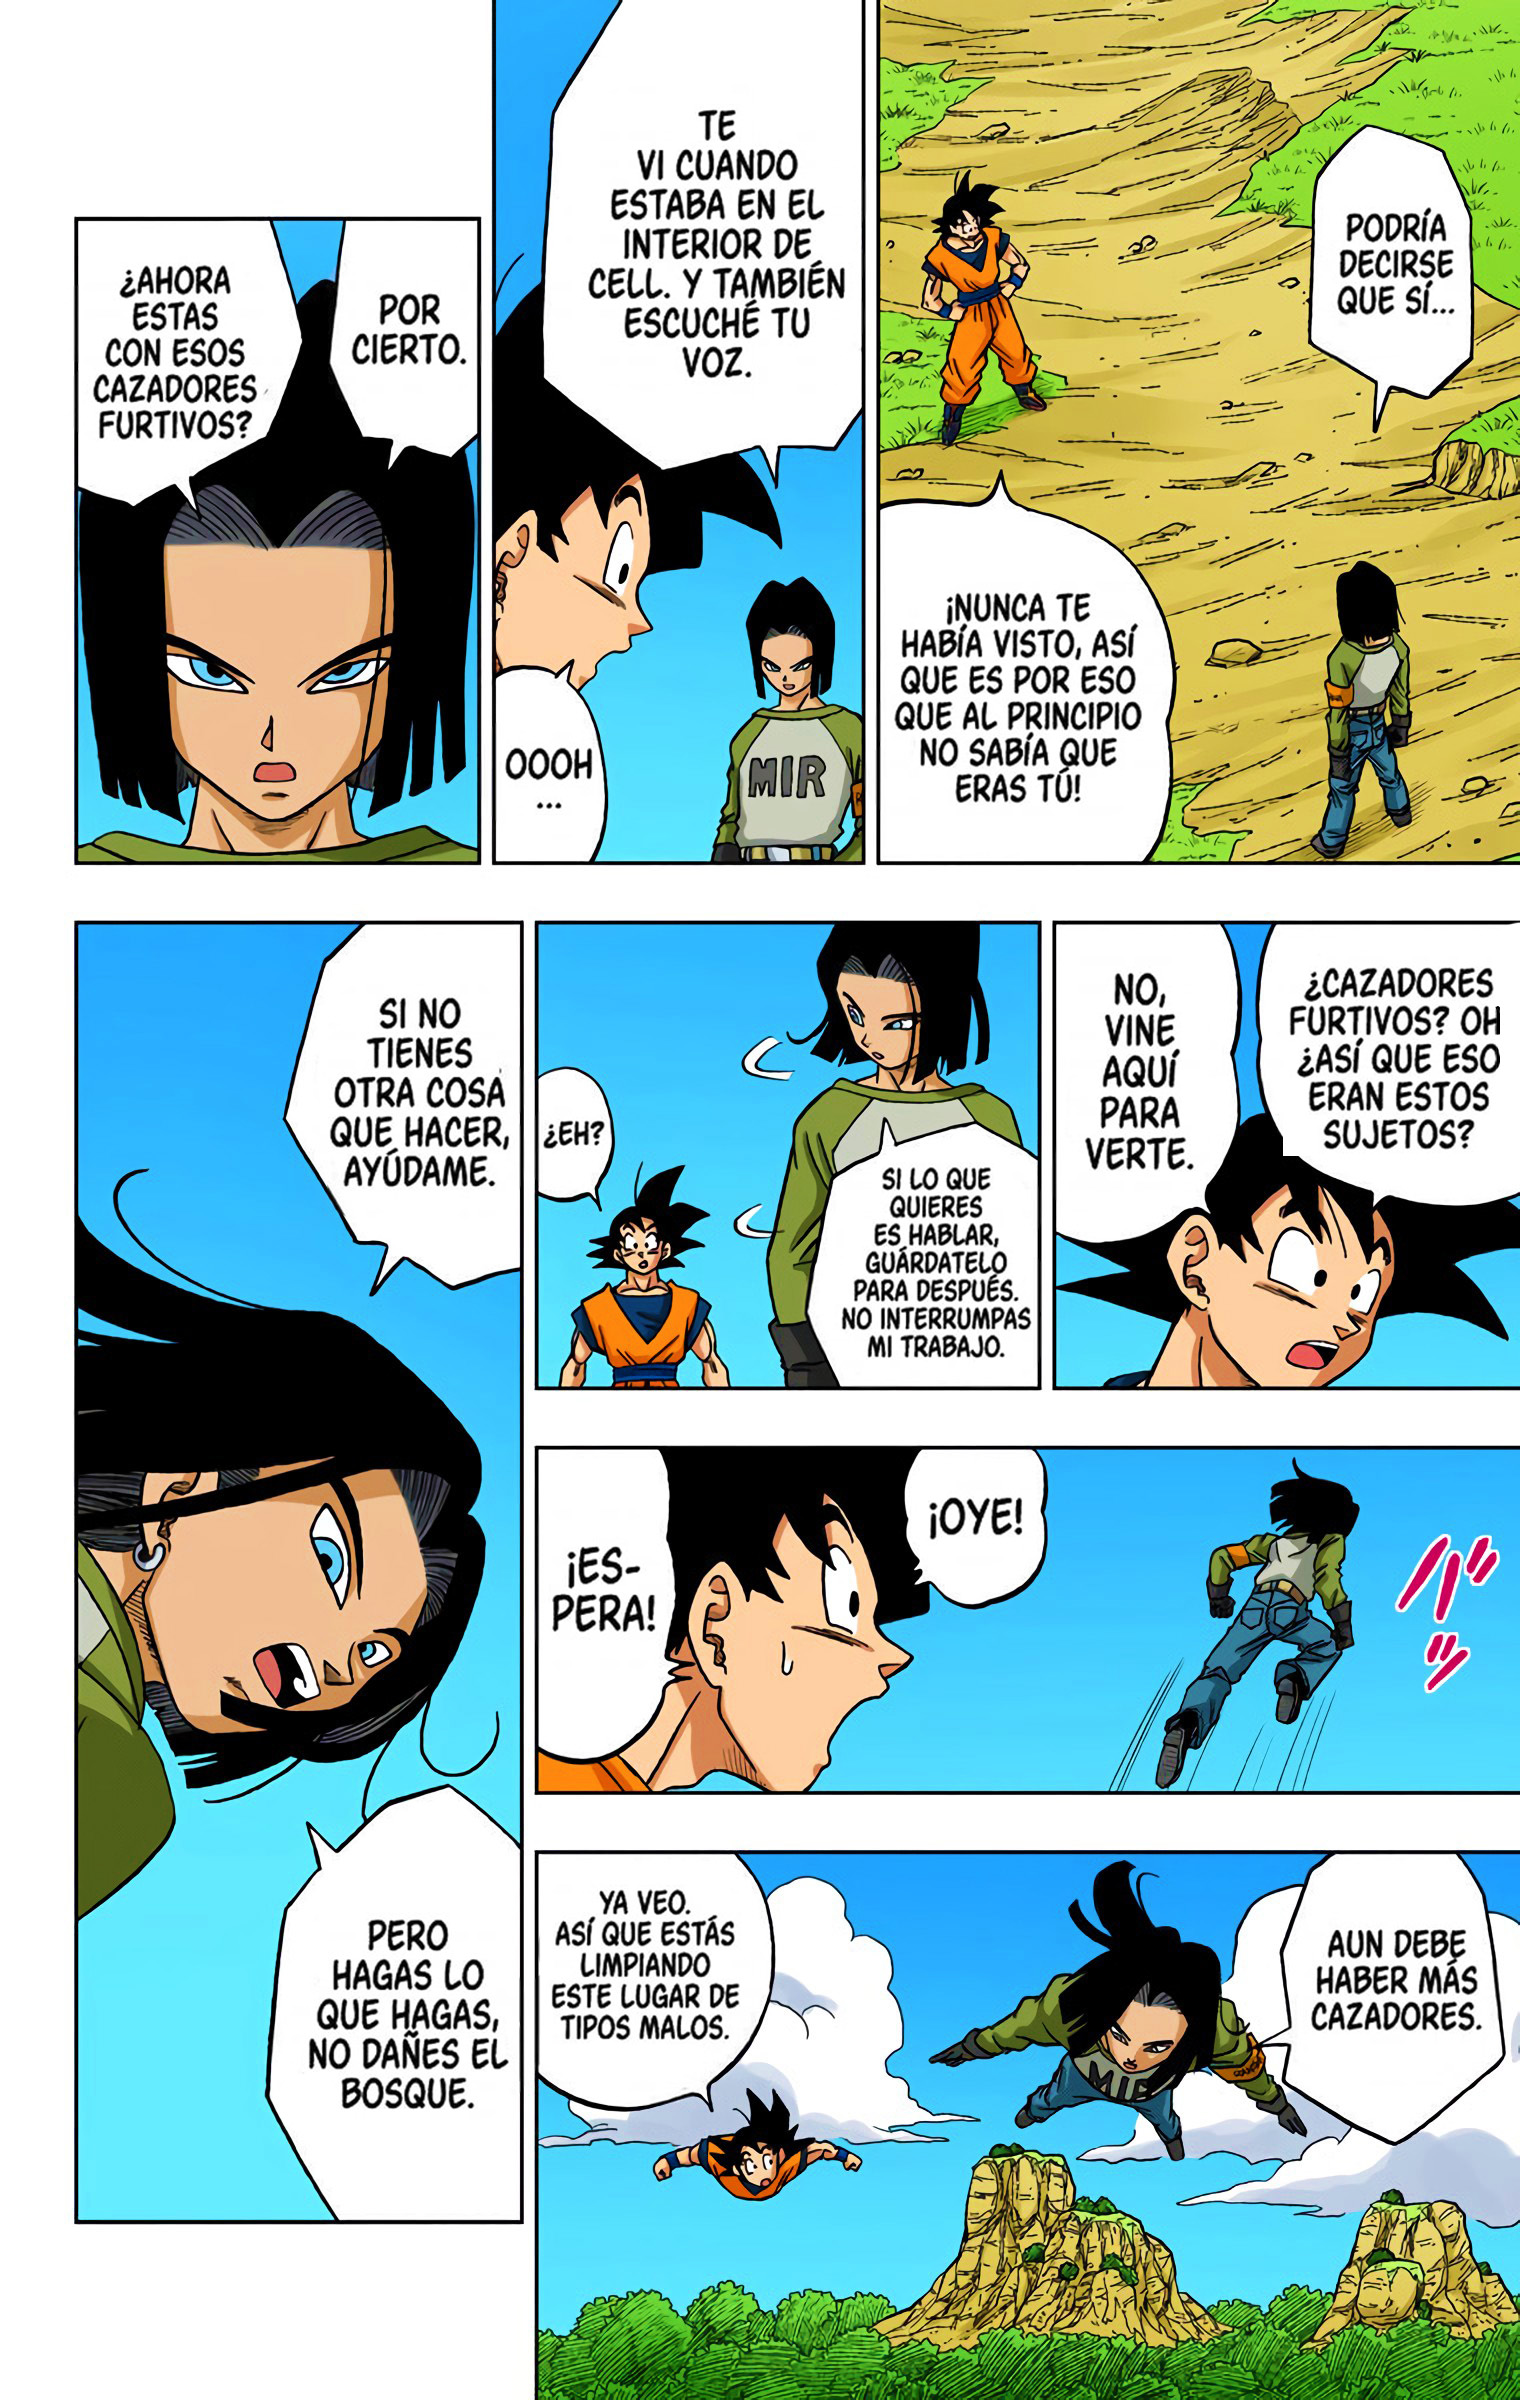 PODRÍA
DECIRSE
QUE SÍ...
¡NUNCA TE
HABÍA VISTO, ASÍ
QUE ES POR ESO
QUE AL PRINCIPIO
NO SABÍA QUE
ERAS TÚ!
TE
VI CUANDO
ESTABA EN EL
INTERIOR DE
CELL. Y TAMBIÉN
ESCUCHÉ TU
VOZ.
OOOH
...
MIR
POR
CIERTO.
¿AHORA
ESTAS
CON ESOS
CAZADORES
FURTIVOS?
¿CAZADORES
FURTIVOS? OH
¿ASÍ QUE ESO
ERAN ESTOS
SUJETOS?
NO,
VINE
AQUÍ
PARA
VERTE.
SI LO QUE
QUIERES
ES HABLAR,
GUÁRDATELO
PARA DESPUÉS.
NO INTERRUMPAS
MI TRABAJO.
¿EH?
バッ
¡OYE!
¡ES-
PERA!
AUN DEBE
HABER MÁS
CAZADORES.
MIR
YA VEO.
ASÍ QUE ESTÁS
LIMPIANDO
ESTE LUGAR DE
TIPOS MALOS.
SI NO
TIENES
OTRA COSA
QUE HACER,
AYÚDAME.
PERO
HAGAS LO
QUE HAGAS,
NO DAÑES EL
BOSQUE.